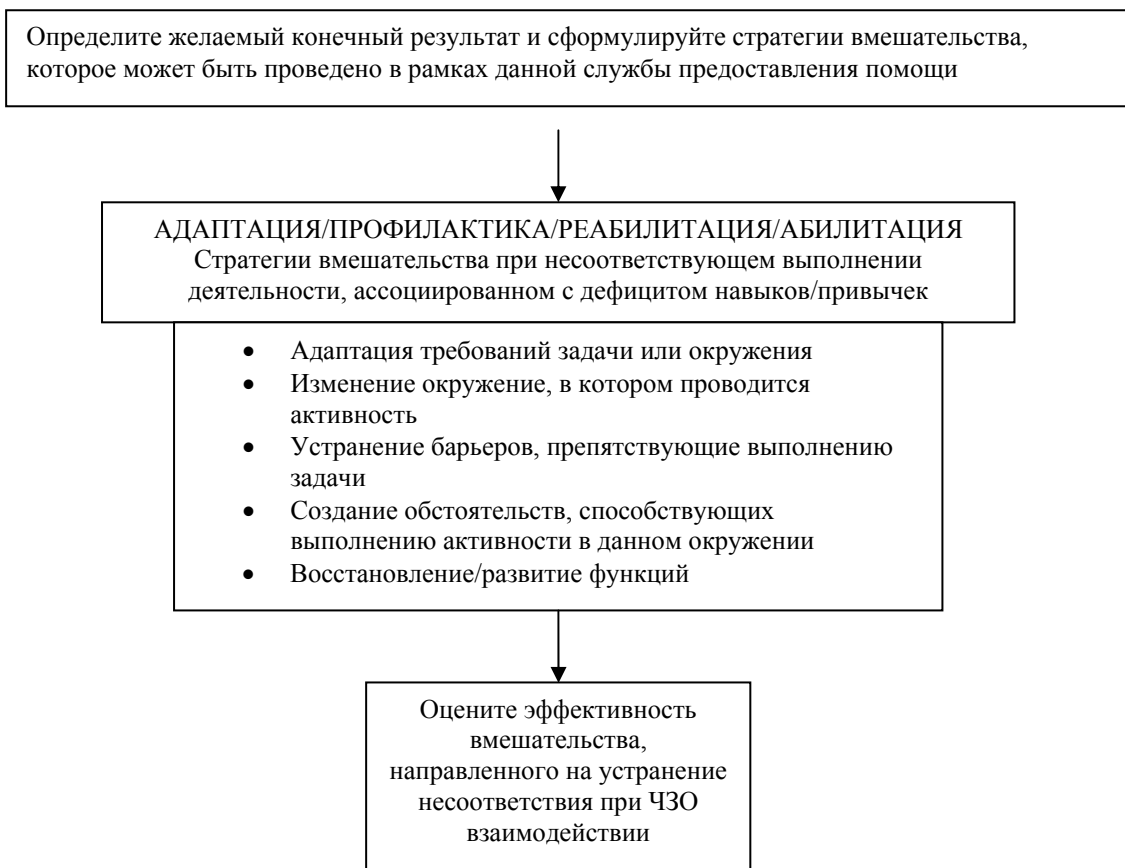 Определите желаемый конечный результат и сформулируйте стратегии вмешательства,
которое может быть проведено в рамках данной службы предоставления помощи
АДАПТАЦИЯ/ПРОФИЛАКТИКА/РЕАБИЛИТАЦИЯ/АБИЛИТАЦИЯ
Стратегии вмешательства при несоответствующем выполнении
деятельности, ассоциированном с дефицитом навыков/привычек
• Адаптация требований задачи или окружения
• Изменение окружение, в котором проводится
активность
• Устранение барьеров, препятствующие выполнению
задачи
• Создание обстоятельств, способствующих
выполнению активности в данном окружении
• Восстановление/развитие функций
Оцените эффективность
вмешательства,
направленного на устранение
несоответствия при ЧЗО
взаимодействии